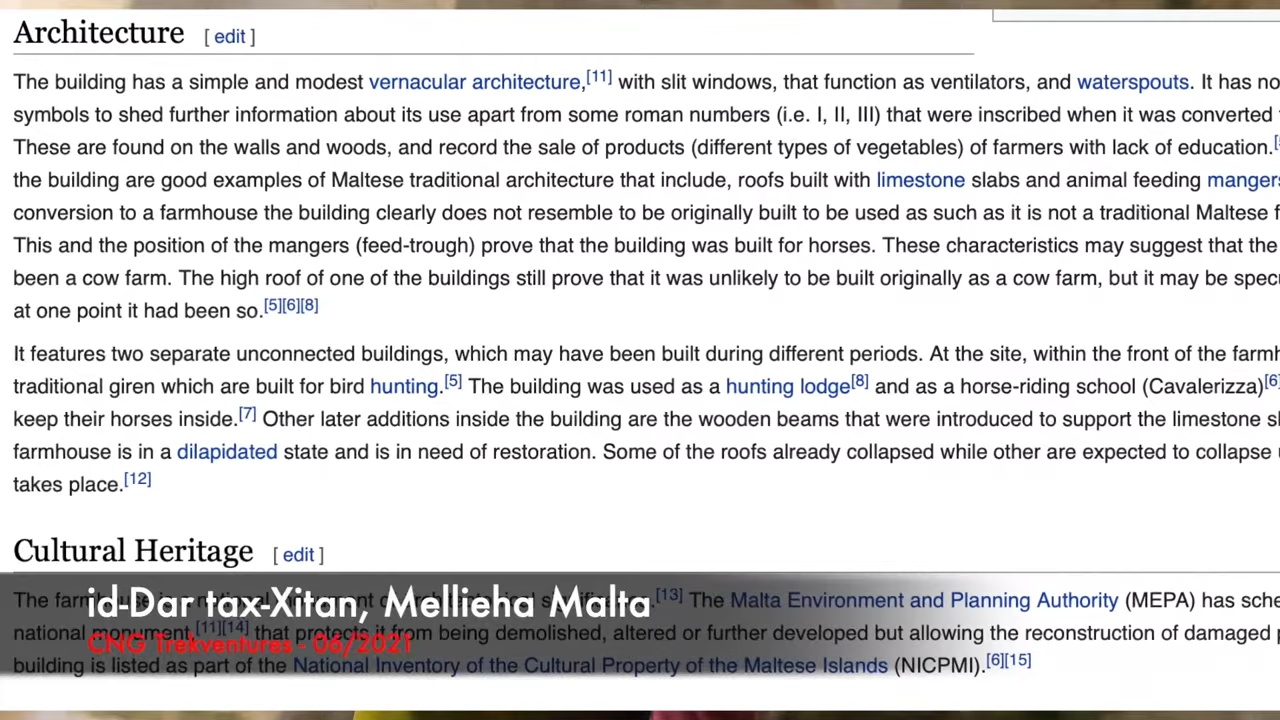 Architecture [ edit ]
The building has a simple and modest vernacular architecture,[11] with slit windows, that function as ventilators, and waterspouts. It has no
symbols to shed further information about its use apart from some roman numbers (i.e. I, II, III) that were inscribed when it was converted
These are found on the walls and woods, and record the sale of products (different types of vegetables) of farmers with lack of education.
the building are good examples of Maltese traditional architecture that include, roofs built with limestone slabs and animal feeding mangers
conversion to a farmhouse the building clearly does not resemble to be originally built to be used as such as it is not a traditional Maltese f
This and the position of the mangers (feed-trough) prove that the building was built for horses. These characteristics may suggest that the
been a cow farm. The high roof of one of the buildings still prove that it was unlikely to be built originally as a cow farm, but it may be spec
at one point it had been so.[5][6][8]
It features two separate unconnected buildings, which may have been built during different periods. At the site, within the front of the farmh
traditional giren which are built for bird hunting.[5] The building was used as a hunting lodge[8] and as a horse-riding school (Cavalerizza)[6]
keep their horses inside.[7] Other later additions inside the building are the wooden beams that were introduced to support the limestone sl
farmhouse is in a dilapidated state and is in need of restoration. Some of the roofs already collapsed while other are expected to collapse
takes place.[12]
Cultural Heritage [ edit ]
The .[13] The Malta Environment and Planning Authority (MEPA) has sche
id-Dar tax-Xitan, Mellieha Malta
national monument,[11][14] that protects it from being demolished, altered or further developed but allowing the reconstruction of damaged
CNG Trekventures - 06/2021
building is listed as part of the National Inventory of the Cultural Property of the Maltese Islands (NICPMI).[6][15]